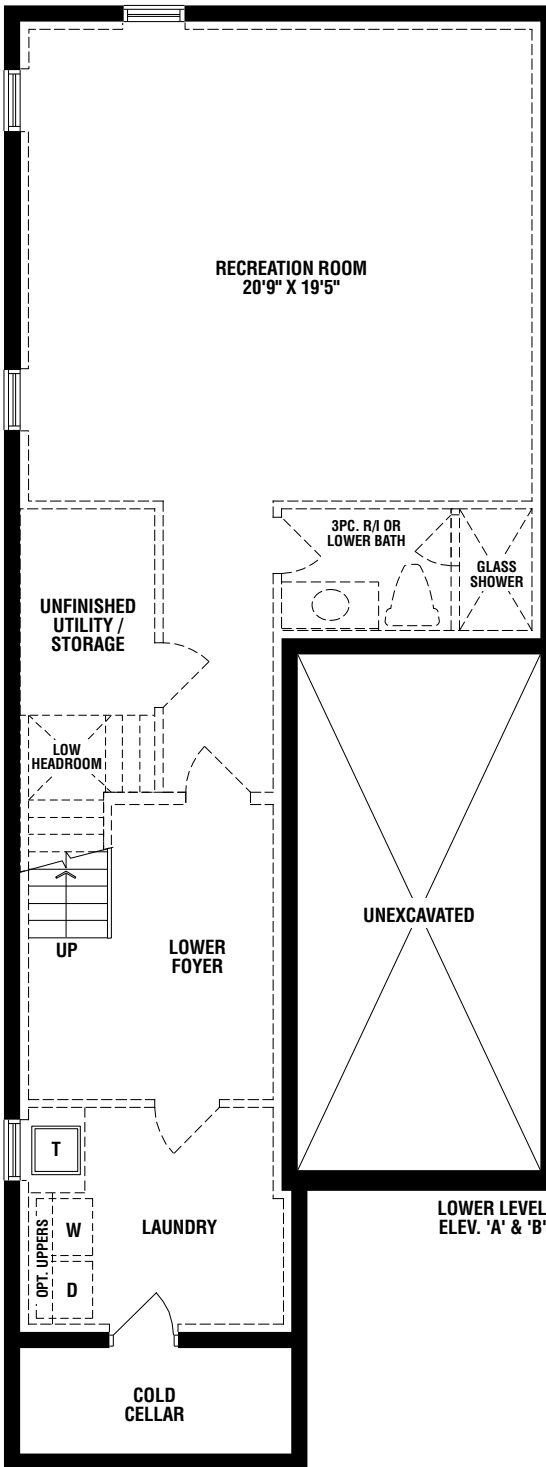 RECREATION ROOM
20'9" X 19'5"
3PC. R/I OR
LOWER BATH
GLASS
SHOWER
UNFINISHED
UTILITY /
STORAGE
LOW
HEADROOM
UNEXCAVATED
UP
LOWER
FOYER
T
OPT. UPPERS
W
D
LAUNDRY
LOWER LEVEL
ELEV. 'A' & 'B'
COLD
CELLAR